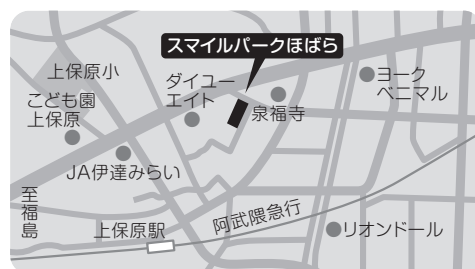 スマイルパークほばら
上保原小
ダイユー
エイト
ヨーク
ベニマル
こども園
上保原
泉福寺
JA伊達みらい
至福島
上保原駅
阿武隈急行
リオンドール